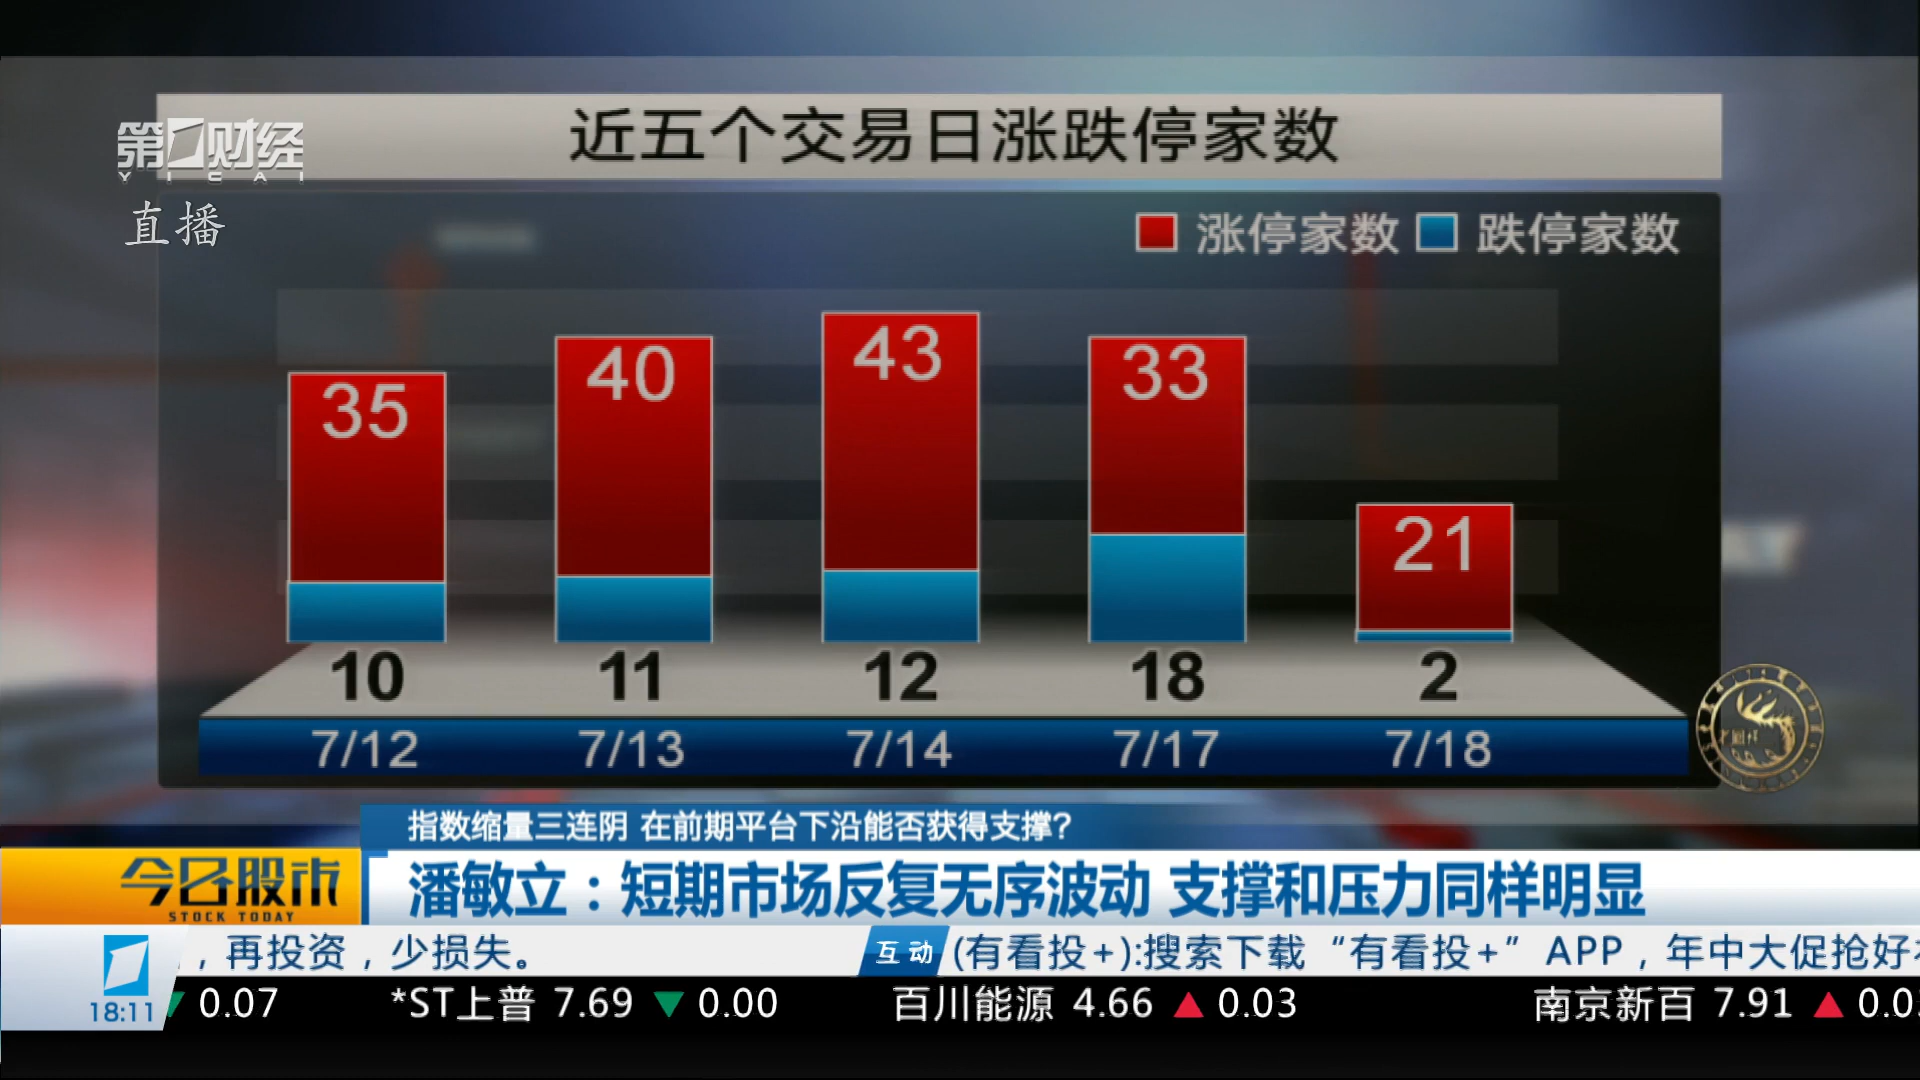 近五个交易日涨跌停家数
第1财经
YICAI
直播
涨停家数 跌停家数
35 40 43 33 21
10 11 12 18 2
7/12 7/13 7/14 7/17 7/18
指数缩量三连阴 在前期平台下沿能否获得支撑?
今日股市
STOCK TODAY
潘敏立：短期市场反复无序波动 支撑和压力同样明显
，再投资，少损失。 互动 (有看投+):搜索下载“有看投+”APP，年中大促抢好
18:11
▼ 0.07 *ST上普 7.69 ▼ 0.00 百川能源 4.66 ▲ 0.03 南京新百 7.91 ▲ 0.0